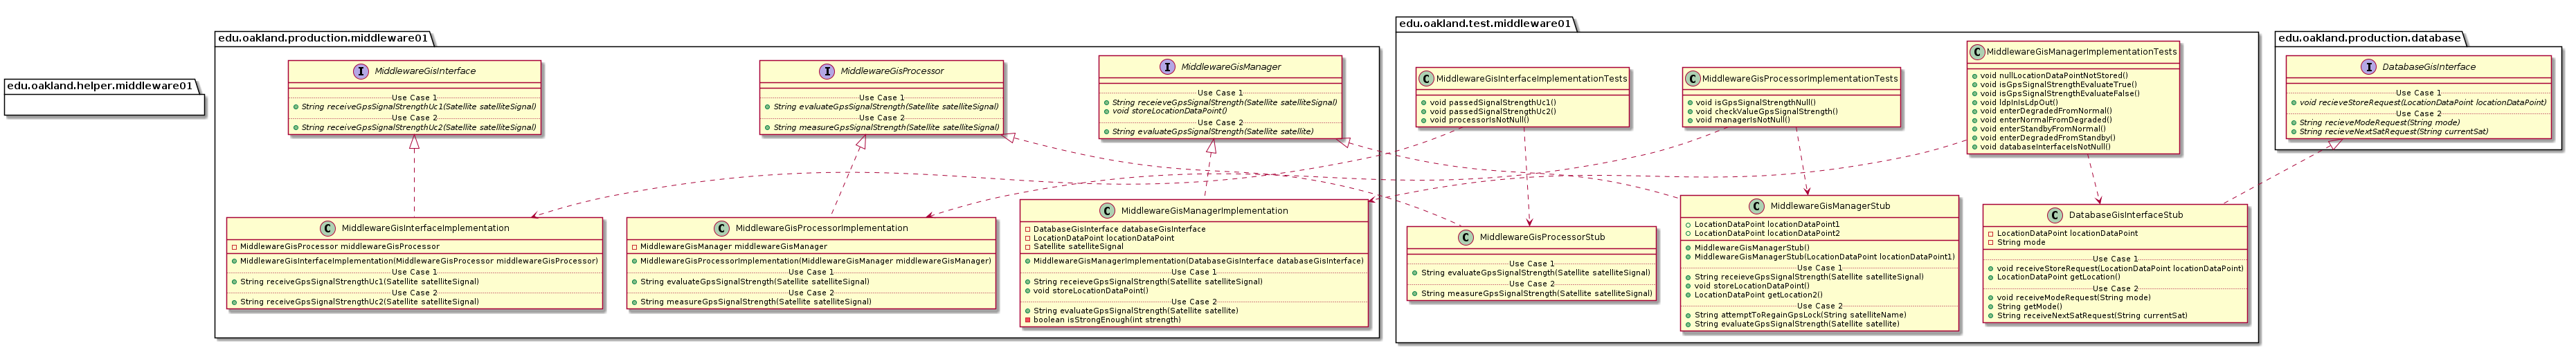 edu.oakland.helper.middleware01
edu.oakland.production.middleware01
MiddlewareGisInterface
Use Case 1
String receiveGpsSignalStrengthUc1(Satellite satelliteSignal)
Use Case 2
String receiveGpsSignalStrengthUc2(Satellite satelliteSignal)
MiddlewareGisProcessor
Use Case 1
String evaluateGpsSignalStrength(Satellite satelliteSignal)
Use Case 2
String measureGpsSignalStrength(Satellite satelliteSignal)
MiddlewareGisManager
Use Case 1
String receieveGpsSignalStrength(Satellite satelliteSignal)
void storeLocationDataPoint()
Use Case 2
String evaluateGpsSignalStrength(Satellite satellite)
MiddlewareGisInterfaceImplementation
MiddlewareGisProcessor middlewareGisProcessor
MiddlewareGisInterfaceImplementation(MiddlewareGisProcessor middlewareGisProcessor)
Use Case 1
String receiveGpsSignalStrengthUc1(Satellite satelliteSignal)
Use Case 2
String receiveGpsSignalStrengthUc2(Satellite satelliteSignal)
MiddlewareGisProcessorImplementation
MiddlewareGisManager middlewareGisManager
MiddlewareGisProcessorImplementation(MiddlewareGisManager middlewareGisManager)
Use Case 1
String evaluateGpsSignalStrength(Satellite satelliteSignal)
Use Case 2
String measureGpsSignalStrength(Satellite satelliteSignal)
MiddlewareGisManagerImplementation
DatabaseGisInterface databaseGisInterface
LocationDataPoint locationDataPoint
Satellite satelliteSignal
MiddlewareGisManagerImplementation(DatabaseGisInterface databaseGisInterface)
Use Case 1
String receieveGpsSignalStrength(Satellite satelliteSignal)
void storeLocationDataPoint()
Use Case 2
String evaluateGpsSignalStrength(Satellite satellite)
boolean isStrongEnough(int strength)
edu.oakland.test.middleware01
MiddlewareGisInterfaceImplementationTests
void passedSignalStrengthUc1()
void passedSignalStrengthUc2()
void processorIsNotNull()
MiddlewareGisProcessorImplementationTests
void isGpsSignalStrengthNull()
void checkValueGpsSignalStrength()
void managerIsNotNull()
MiddlewareGisManagerImplementationTests
void nullLocationDataPointNotStored()
void isGpsSignalStrengthEvaluateTrue()
void isGpsSignalStrengthEvaluateFalse()
void ldpInIsLdpOut()
void enterDegradedFromNormal()
void enterNormalFromDegraded()
void enterStandbyFromNormal()
void enterDegradedFromStandby()
void databaseInterfaceIsNotNull()
MiddlewareGisProcessorStub
Use Case 1
String evaluateGpsSignalStrength(Satellite satelliteSignal)
Use Case 2
String measureGpsSignalStrength(Satellite satelliteSignal)
MiddlewareGisManagerStub
LocationDataPoint locationDataPoint1
LocationDataPoint locationDataPoint2
MiddlewareGisManagerStub()
MiddlewareGisManagerStub(LocationDataPoint locationDataPoint1)
Use Case 1
String receieveGpsSignalStrength(Satellite satelliteSignal)
void storeLocationDataPoint()
LocationDataPoint getLocation2()
Use Case 2
String attemptToRegainGpsLock(String satelliteName)
String evaluateGpsSignalStrength(Satellite satellite)
DatabaseGisInterfaceStub
LocationDataPoint locationDataPoint
String mode
Use Case 1
void receiveStoreRequest(LocationDataPoint locationDataPoint)
LocationDataPoint getLocation()
Use Case 2
void receiveModeRequest(String mode)
String getMode()
String receiveNextSatRequest(String currentSat)
edu.oakland.production.database
DatabaseGisInterface
Use Case 1
void recieveStoreRequest(LocationDataPoint locationDataPoint)
Use Case 2
String recieveModeRequest(String mode)
String recieveNextSatRequest(String currentSat)